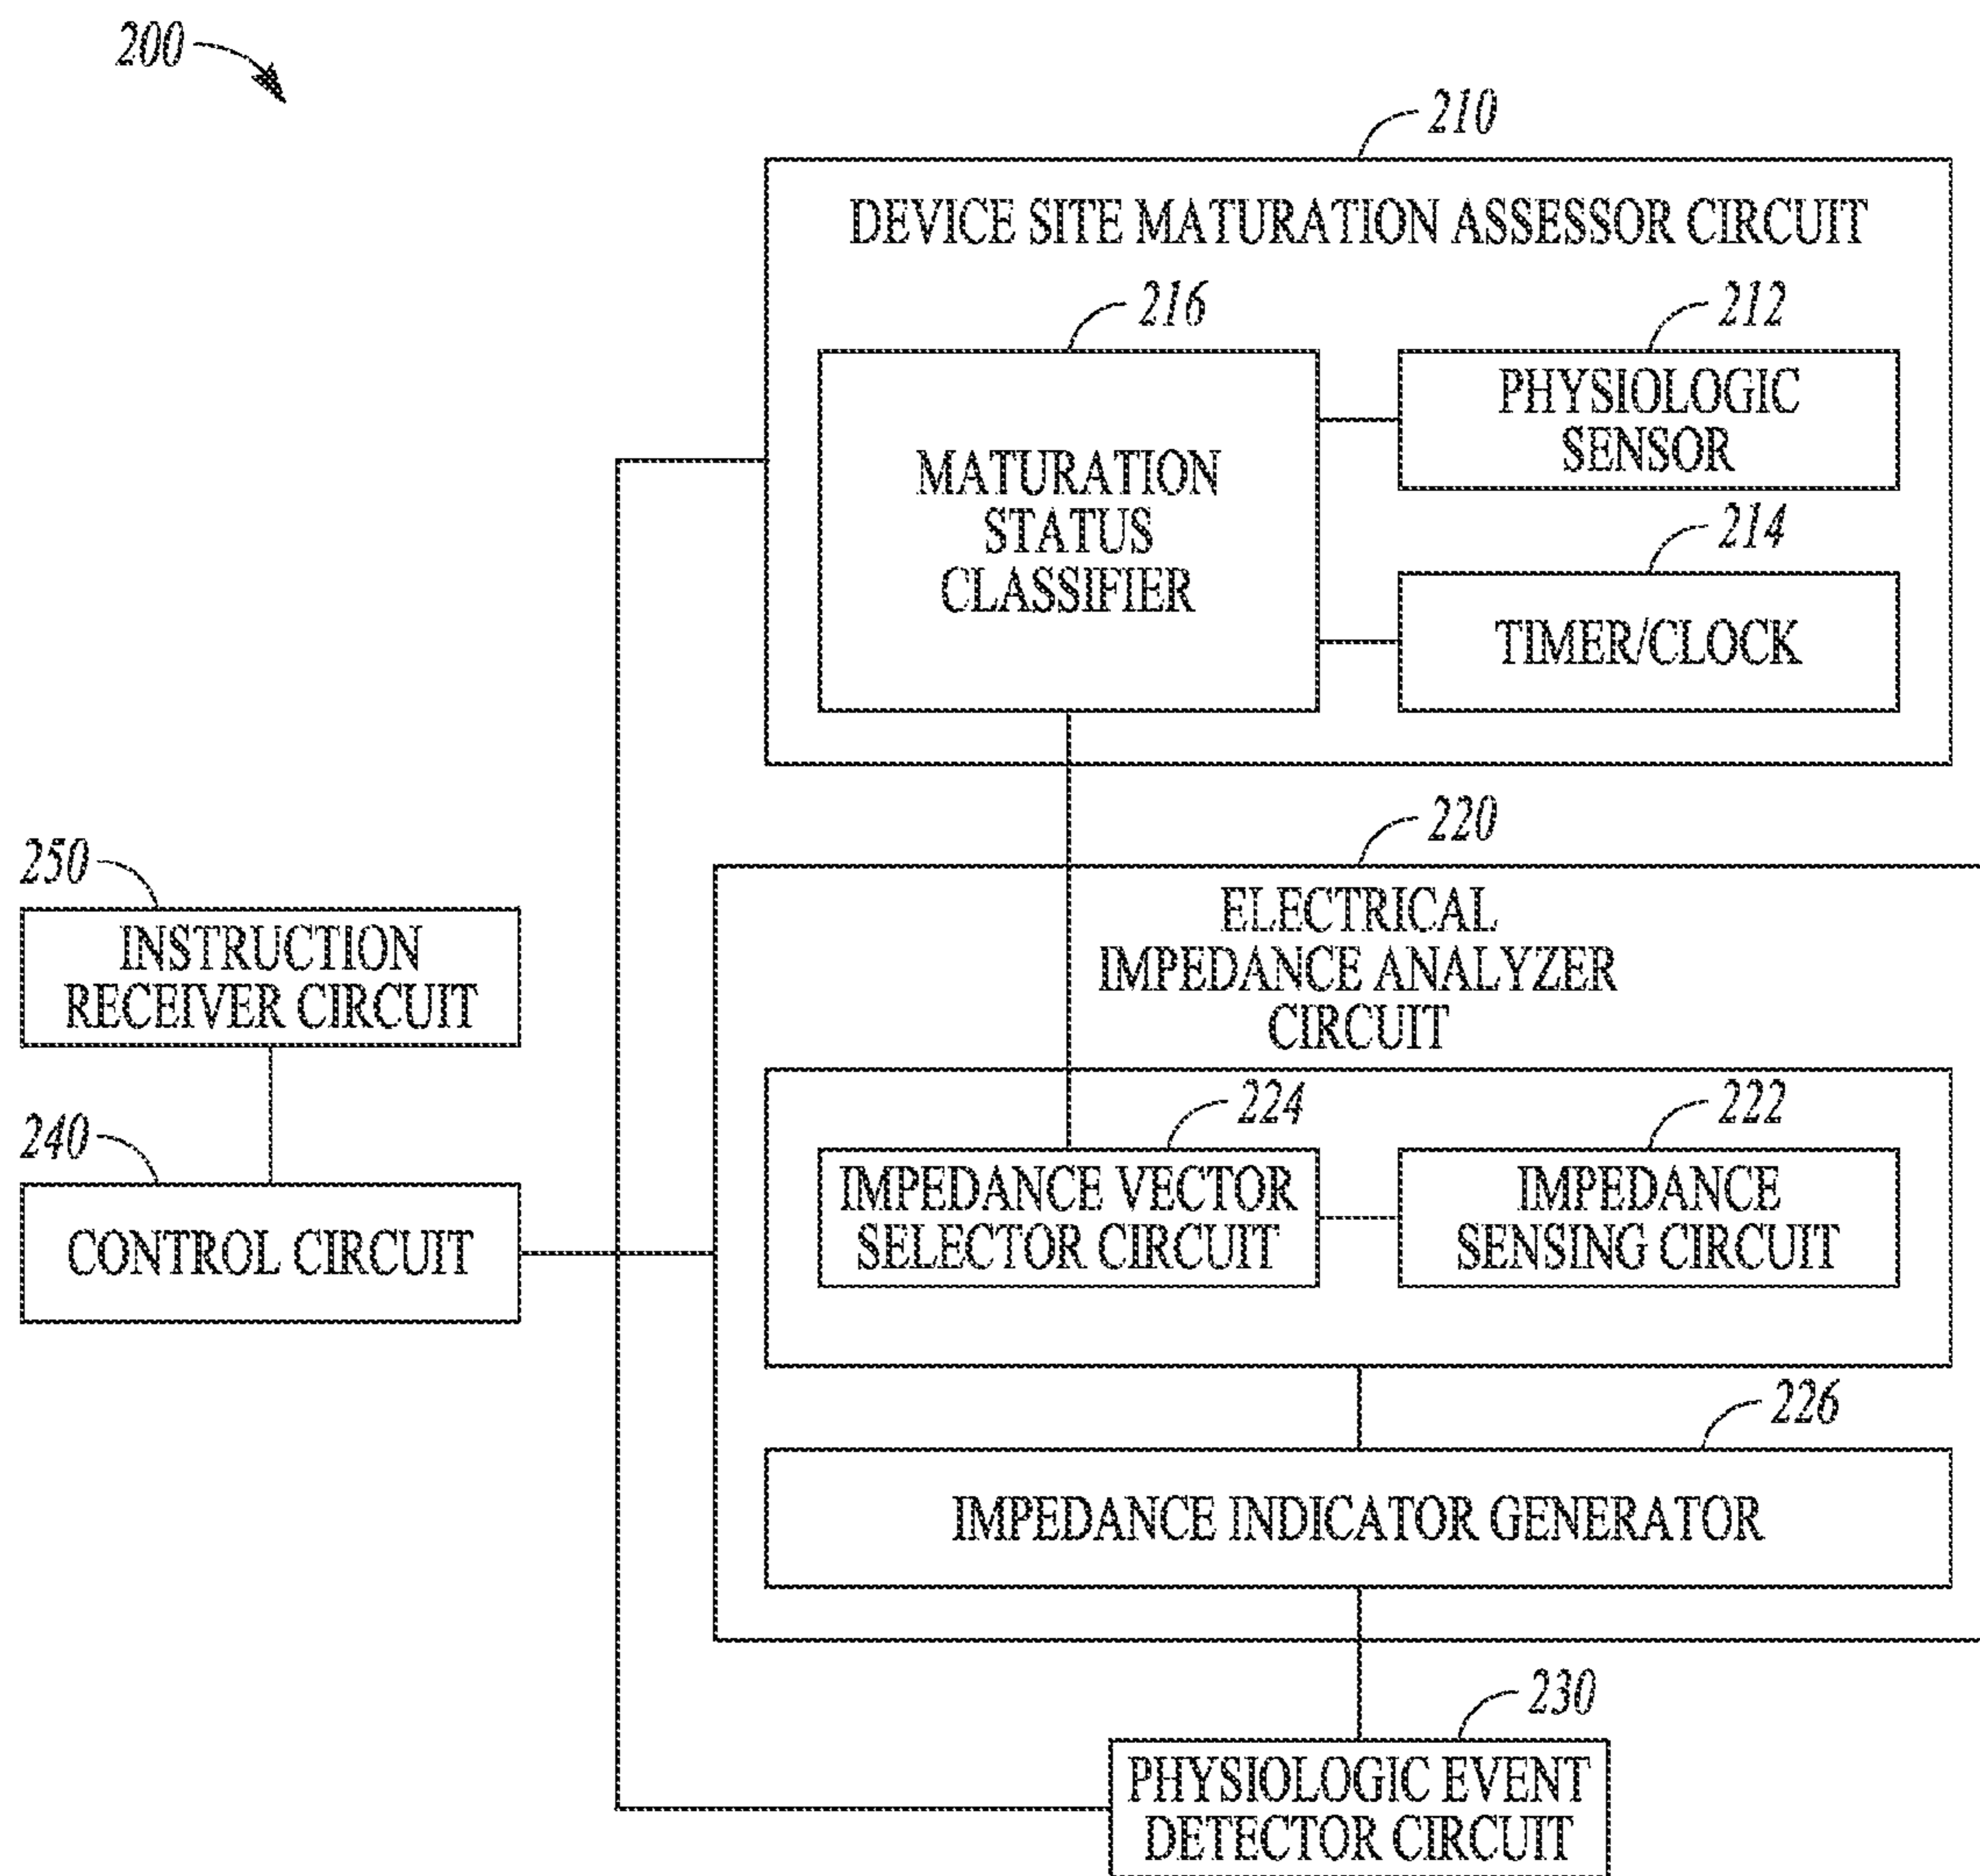 200
210
DEVICE SITE MATURATION ASSESSOR CIRCUIT
216
212
MATURATION
STATUS
CLASSIFIER
PHYSIOLOGIC
SENSOR
214
TIMER/CLOCK
220
250
INSTRUCTION
RECEIVER CIRCUIT
ELECTRICAL
IMPEDANCE ANALYZER
CIRCUIT
240
CONTROL CIRCUIT
224
222
IMPEDANCE VECTOR
SELECTOR CIRCUIT
IMPEDANCE
SENSING CIRCUIT
226
IMPEDANCE INDICATOR GENERATOR
230
PHYSIOLOGIC EVENT
DETECTOR CIRCUIT